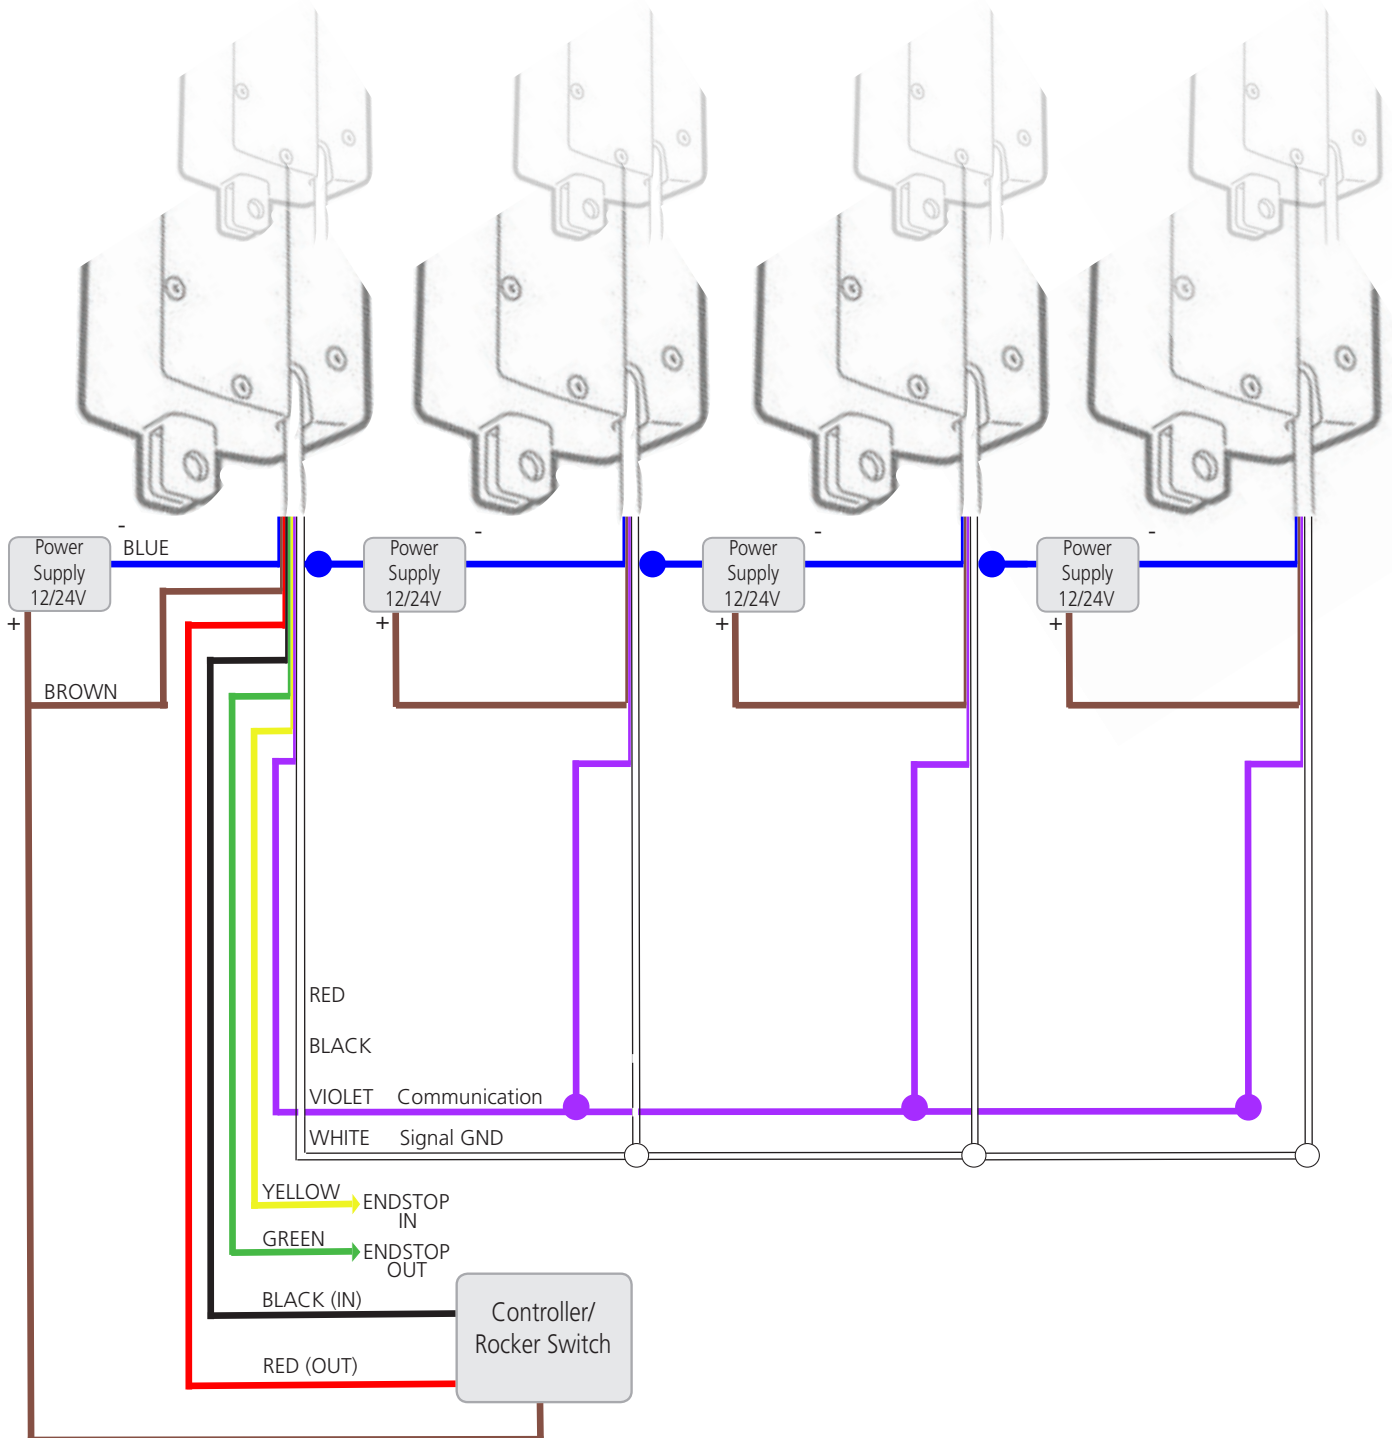 -
Power
Supply
12/24V
+
BLUE
BROWN
-
Power
Supply
12/24V
+
-
Power
Supply
12/24V
+
-
Power
Supply
12/24V
+
RED
BLACK
VIOLET Communication
WHITE Signal GND
YELLOW
ENDSTOP
IN
GREEN
ENDSTOP
OUT
BLACK (IN)
RED (OUT)
Controller/
Rocker Switch